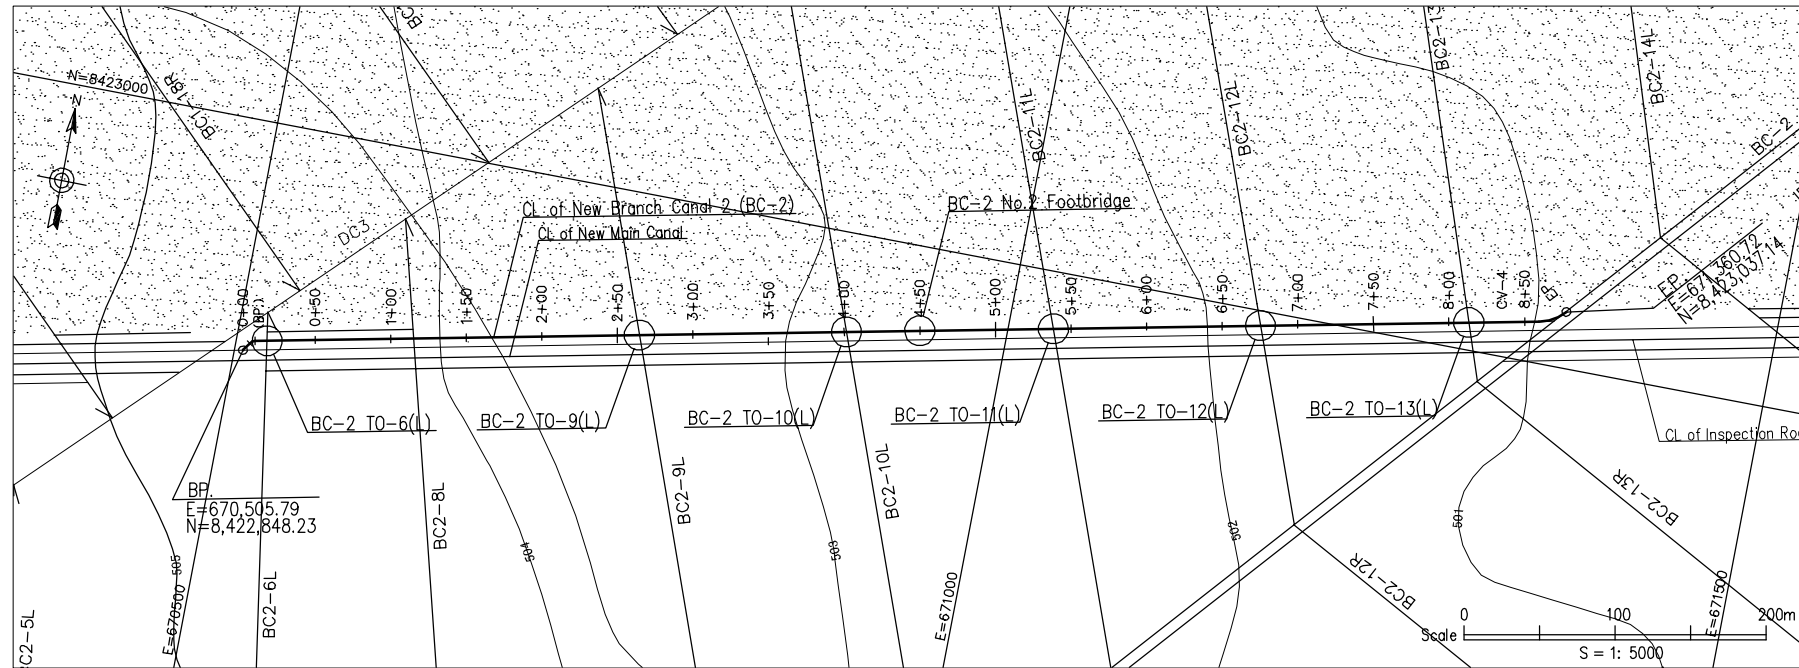 N=8423000
N
BC1-18R
DC3
BC2-11L
BC2-12L
BC2-13
BC2-14L
BC-2
CL of New Branch Canal 2 (BC-2)
CL of New Main Canal
BC-2 No.2 Footbridge
0+00
(BP.)
0+50
1+00
1+50
2+00
2+50
3+00
3+50
4+00
4+50
5+00
5+50
6+00
6+50
7+00
7+50
8+00
CV-4
8+50
EP
EP.
E=671,360.72
N=8,423,037.14
BC-2 TO-6(L)
BC-2 TO-9(L)
BC-2 TO-10(L)
BC-2 TO-11(L)
BC-2 TO-12(L)
BC-2 TO-13(L)
CL of Inspection Roa
BP.
E=670,505.79
N=8,422,848.23
BC2-8L
BC2-9L
BC2-10L
BC2-13R
BC2-12R
505
504
503
502
501
BC2-5L
E=670500
BC2-6L
E=671000
E=671500
0 100 200m
Scale
S = 1: 5000